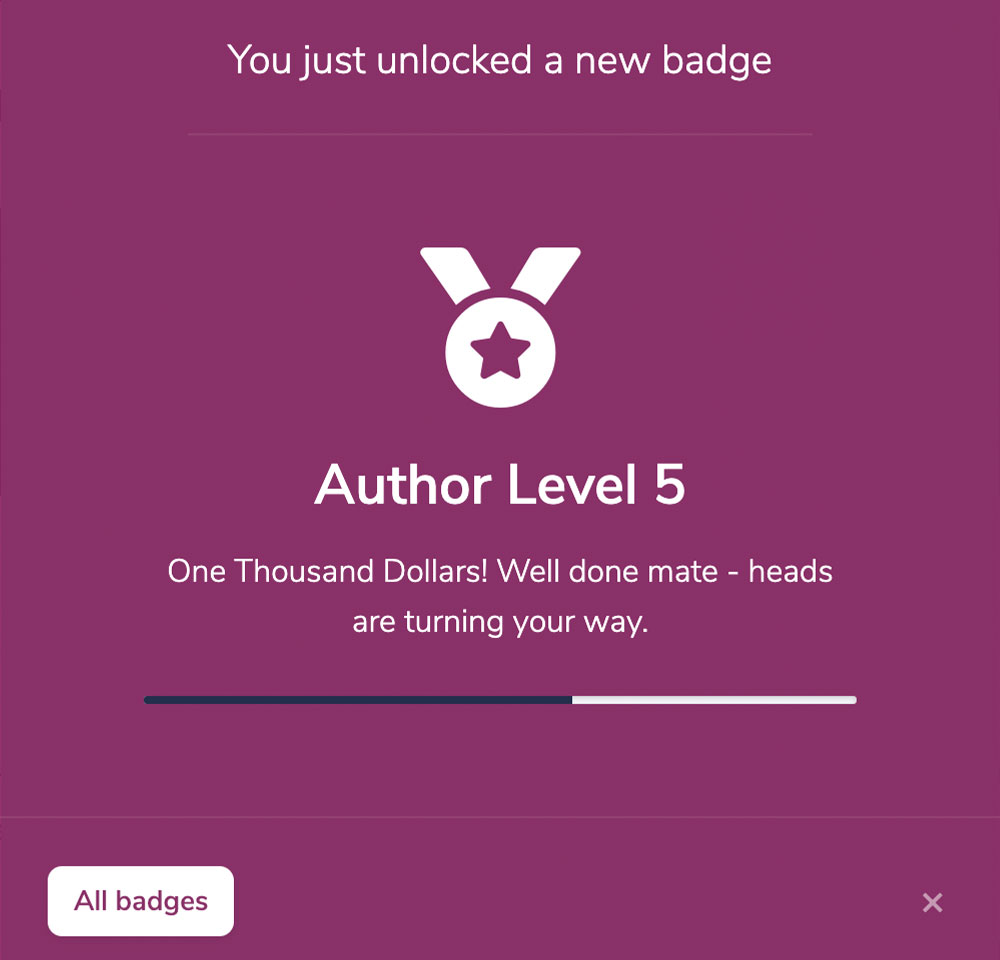 You just unlocked a new badge
Author Level 5
One Thousand Dollars! Well done mate - heads
are turning your way.
All badges